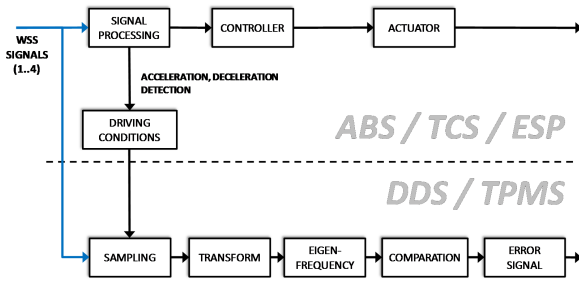 WSS
SIGNALS
(1..4)
SIGNAL
PROCESSING
CONTROLLER
ACTUATOR
ACCELERATION, DECELERATION
DETECTION
DRIVING
CONDITIONS
ABS / TCS / ESP
DDS / TPMS
SAMPLING
TRANSFORM
EIGEN-
FREQUENCY
COMPARATION
ERROR
SIGNAL